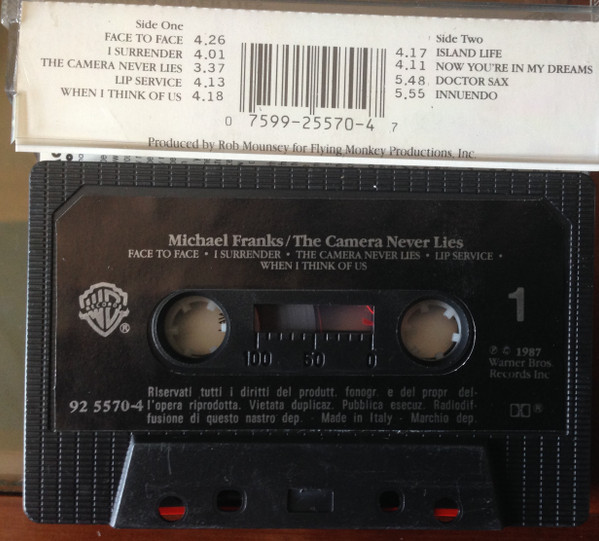 Side One
FACE TO FACE 4.26
I SURRENDER 4.01
THE CAMERA NEVER LIES 3.37
LIP SERVICE 4.13
WHEN I THINK OF US 4.18
Side Two
4.17 ISLAND LIFE
4.11 NOW YOU'RE IN MY DREAMS
5.48 DOCTOR SAX
5.55 INNUENDO
0 7599-25570-4 7
Produced by Rob Mounsey for Flying Monkey Productions, Inc
Michael Franks/The Camera Never Lies
FACE TO FACE • I SURRENDER • THE CAMERA NEVER LIES • LIP SERVICE •
WHEN I THINK OF US
RECORDS
®
1
100 50 0
℗ © 1987
Warner Bros.
Records Inc
92 5570-4
Riservati tutti i diritti del produtt. fonogr. e del propr. del-
l'opera riprodotta. Vietata duplicaz. Pubblica esecuz. Radiodif-
fusione di questo nastro dep. - Made in Italy - Marchio dep.
®